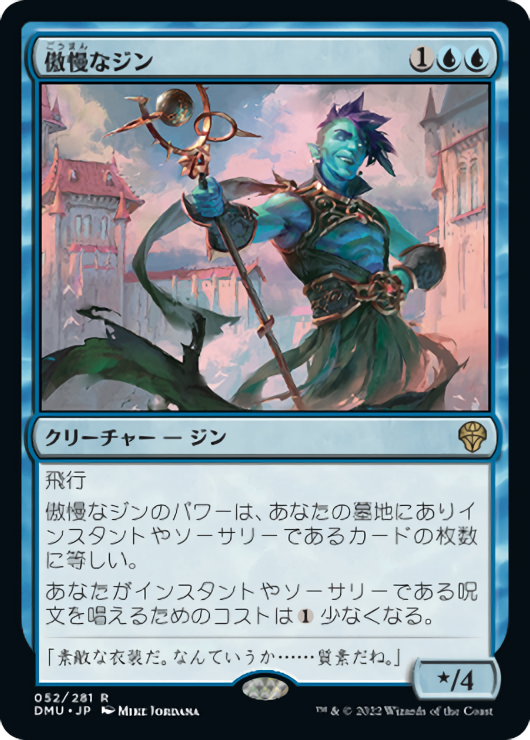 ごうまん
傲慢なジン
1
クリーチャー — ジン
飛行
傲慢なジンのパワーは、あなたの墓地にありイ
ンスタントやソーサリーであるカードの枚数
に等しい。
あなたがインスタントやソーサリーである呪
文を唱えるためのコストは 1 少なくなる。
「素敵な衣装だ。なんていうか……質素だね。」
★/4
052/281 R
DMU • JP Mike Jordana
™ & © 2022 Wizards of the Coast